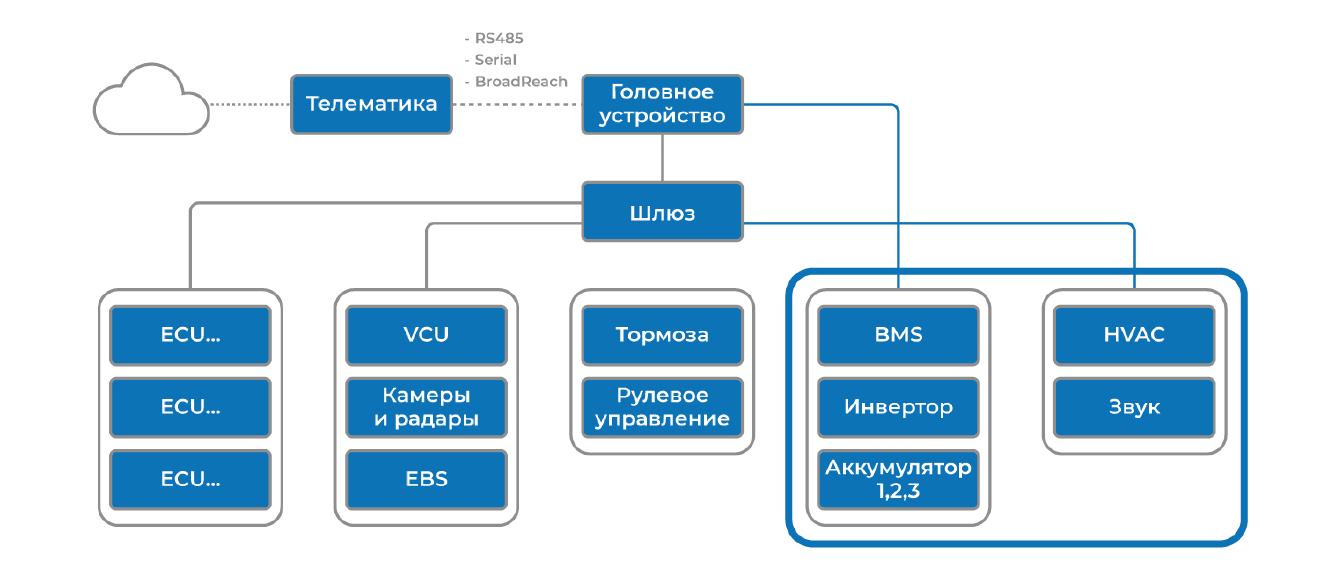 - RS485
- Serial
- BroadReach
Телематика
Головное
устройство
Шлюз
ECU...
ECU...
ECU...
VCU
Камеры
и радары
EBS
Тормоза
Рулевое
управление
BMS
Инвертор
Аккумулятор
1,2,3
HVAC
Звук